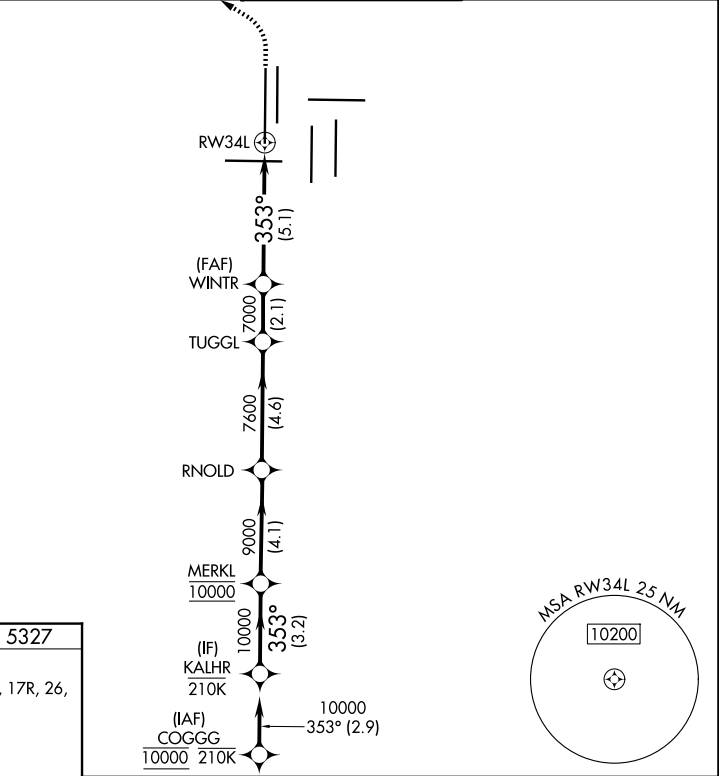 RW34L
353°
(5.1)
(FAF)
WINTR
7000
(2.1)
TUGGL
7600
(4.6)
RNOLD
9000
(4.1)
MERKL
10000
10000
353°
(3.2)
(IF)
KALHR
210K
10000
353° (2.9)
(IAF)
COGGG
10000 210K
5327
, 17R, 26,
MSA RW34L 25 NM
10200